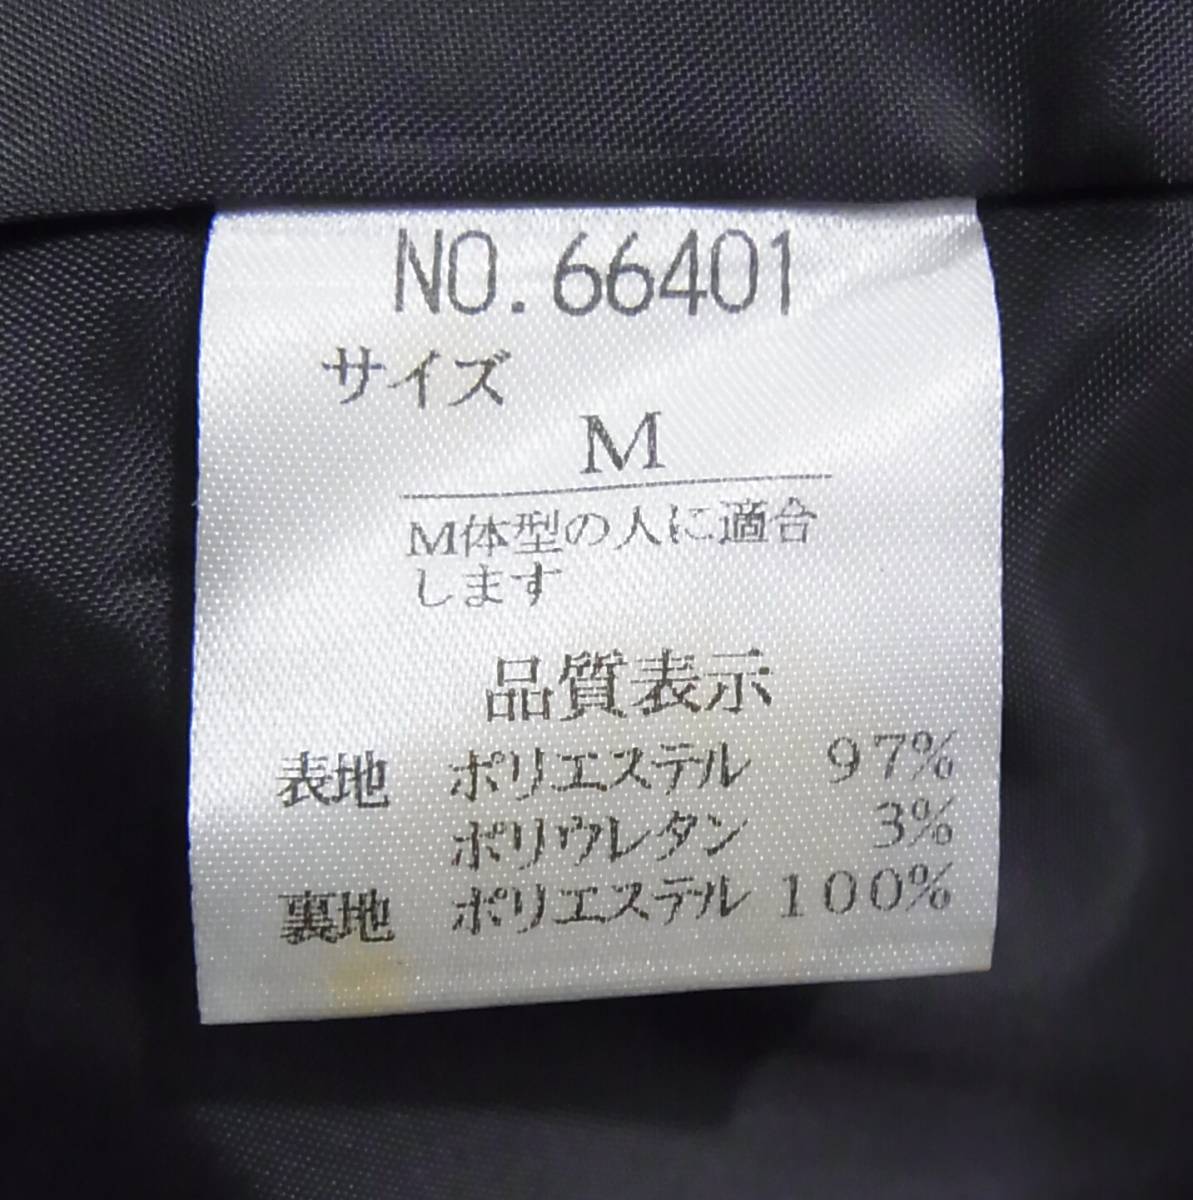 NO.66401
サイズ
M
M体型の人に適合
します
品質表示
表地 ポリエステル 97%
ポリウレタン 3%
裏地 ポリエステル 100%